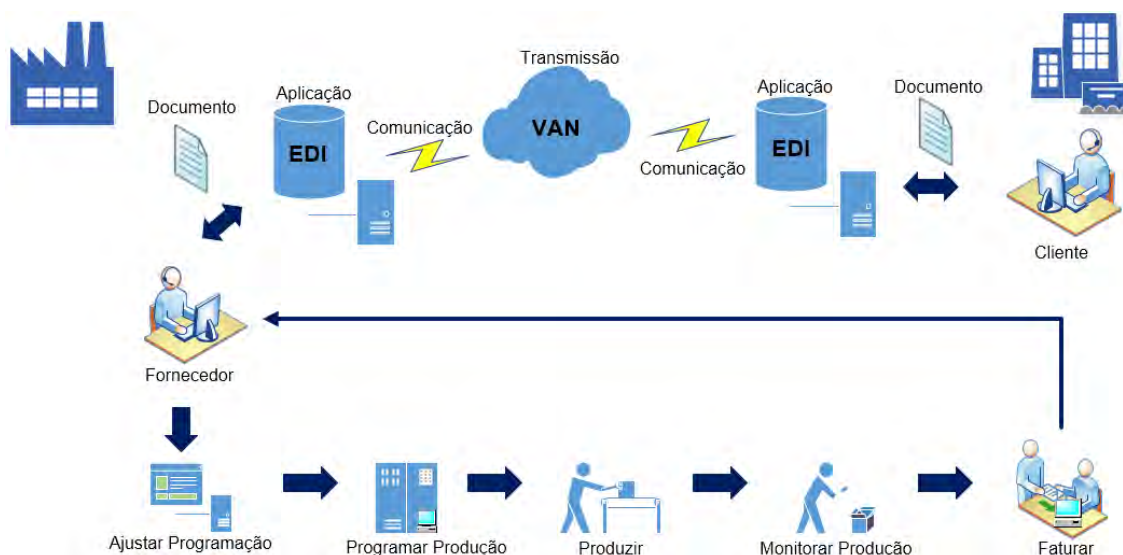 Transmissão
Documento
Aplicação
EDI
Comunicação
VAN
Comunicação
Aplicação
EDI
Documento
Cliente
Fornecedor
Ajustar Programação
Programar Produção
Produzir
Monitorar Produção
Faturar